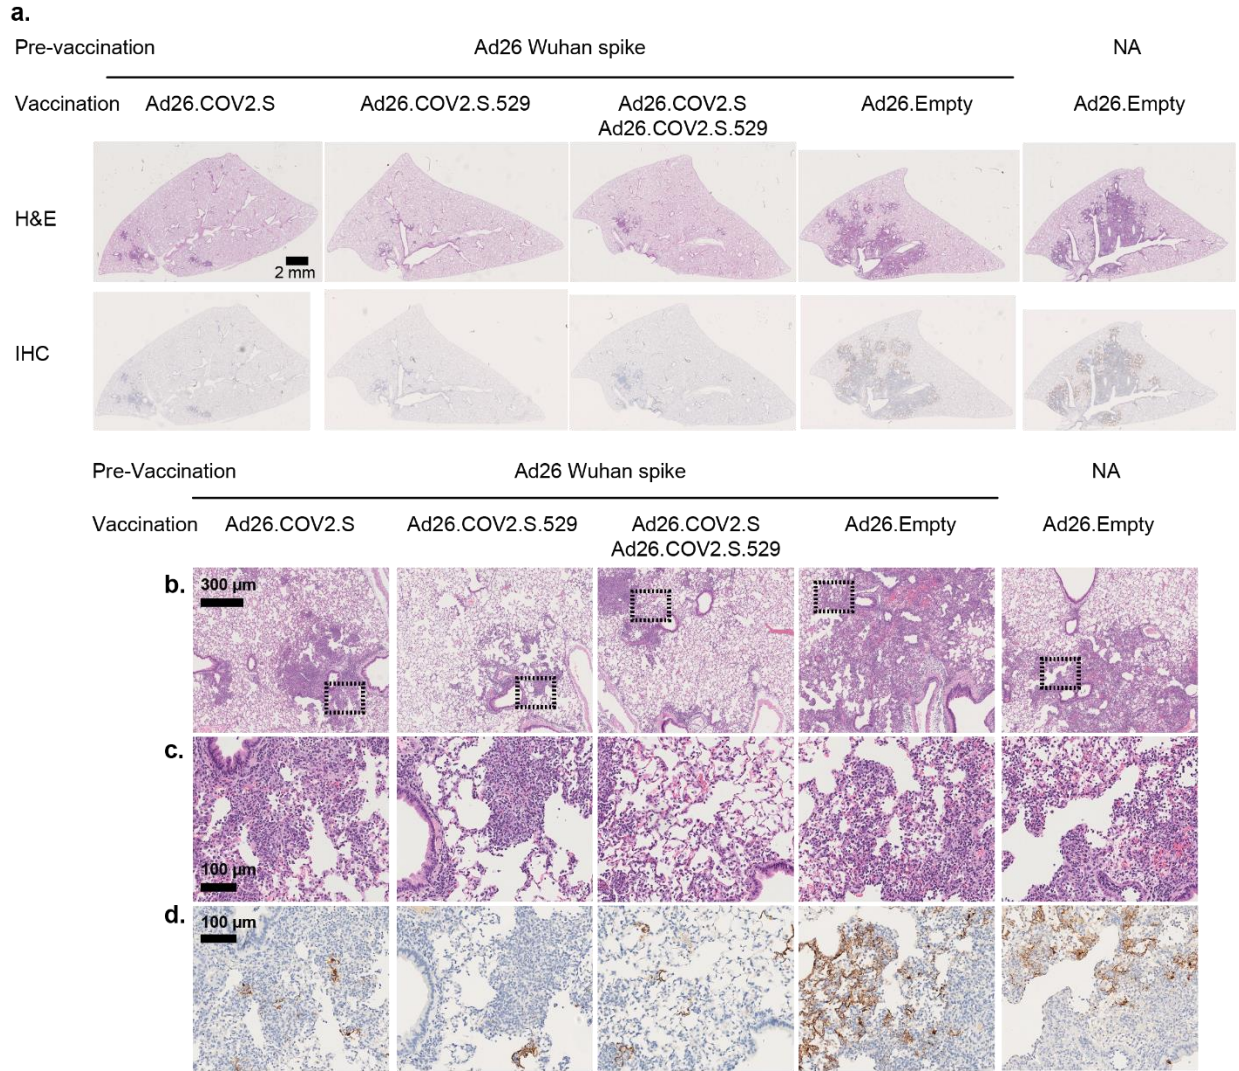 a.
Pre-vaccination Ad26 Wuhan spike NA
Vaccination Ad26.COV2.S Ad26.COV2.S.529 Ad26.COV2.S Ad26.Empty Ad26.Empty
Ad26.COV2.S.529
H&E
2 mm
IHC
Pre-Vaccination Ad26 Wuhan spike NA
Vaccination Ad26.COV2.S Ad26.COV2.S.529 Ad26.COV2.S Ad26.Empty Ad26.Empty
Ad26.COV2.S.529
b. 300 µm
c.
100 µm
d. 100 µm